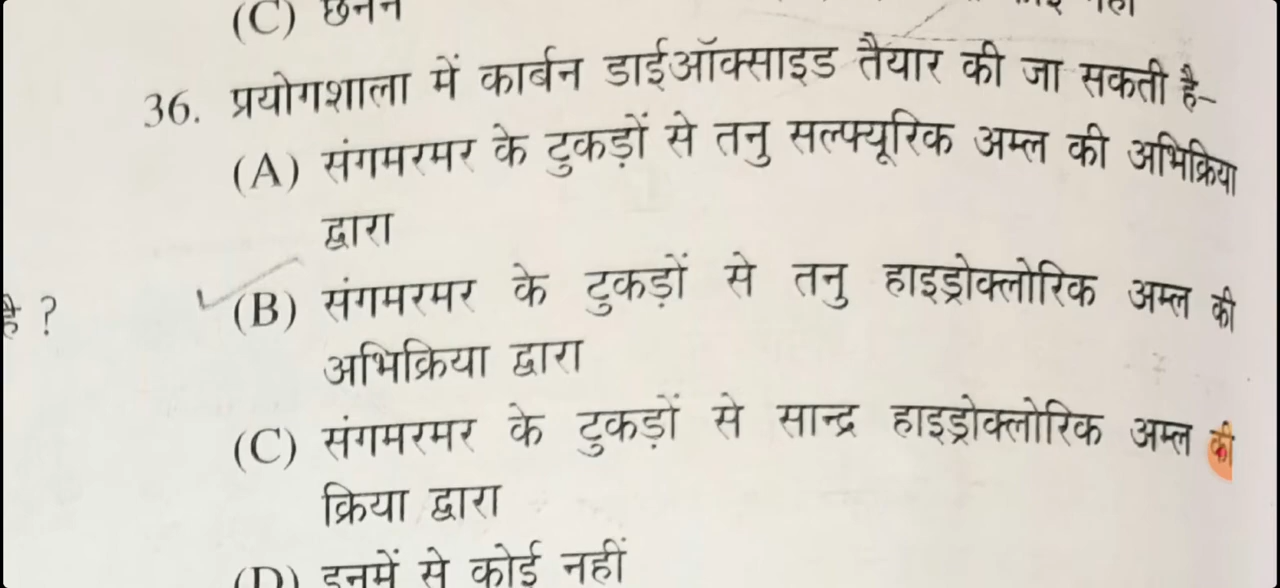 (C) छनन
36. प्रयोगशाला में कार्बन डाईऑक्साइड तैयार की जा सकती है-
(A) संगमरमर के टुकड़ों से तनु सल्फ्यूरिक अम्ल की अभिक्रिया
द्वारा
(B) संगमरमर के टुकड़ों से तनु हाइड्रोक्लोरिक अम्ल की
है ?
अभिक्रिया द्वारा
(C) संगमरमर के टुकड़ों से सान्द्र हाइड्रोक्लोरिक अम्ल की
क्रिया द्वारा
(D) इनमें से कोई नहीं